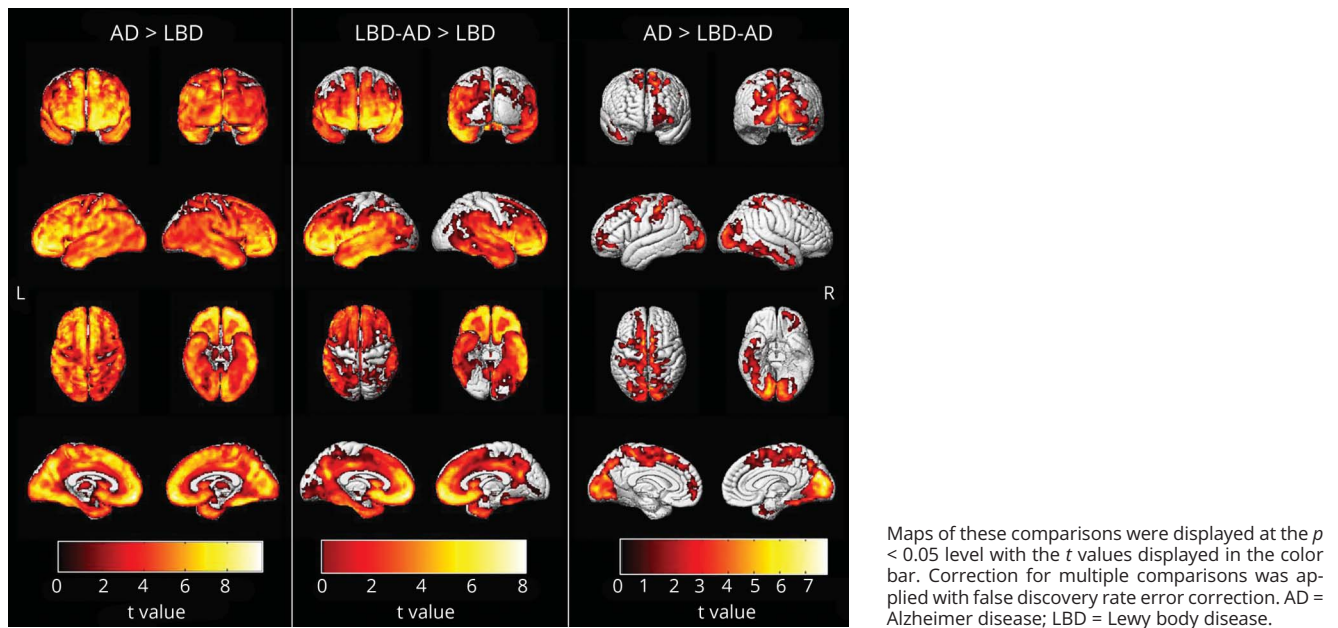 AD > LBD
LBD-AD > LBD
AD > LBD-AD
L
R
0 2 4 6 8
t value
0 2 4 6 8
t value
0 1 2 3 4 5 6 7
t value
Maps of these comparisons were displayed at the p
< 0.05 level with the t values displayed in the color
bar. Correction for multiple comparisons was ap-
plied with false discovery rate error correction. AD =
Alzheimer disease; LBD = Lewy body disease.